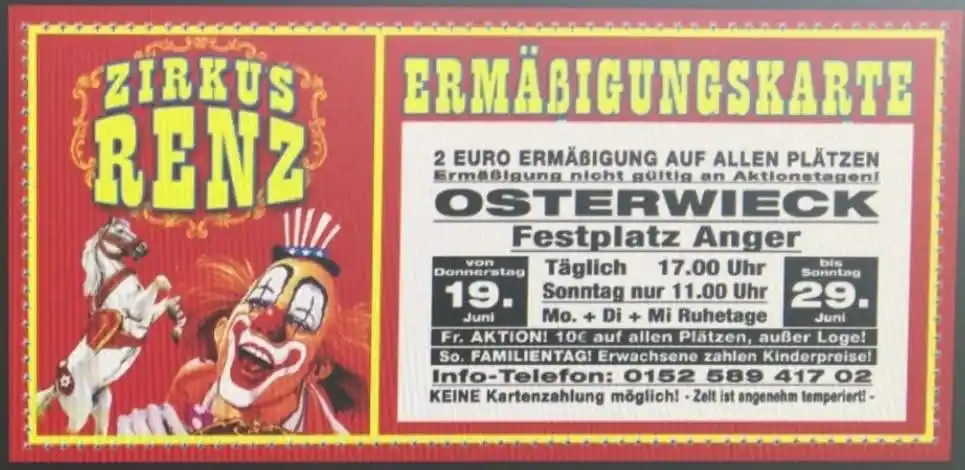 ZIRKUS
RENZ
ERMÄßIGUNGSKARTE
2 EURO ERMÄßIGUNG AUF ALLEN PLÄTZEN
Ermäßigung nicht gültig an Aktionstagen!
OSTERWIECK
Festplatz Anger
von
Donnerstag
19.
Juni
Täglich 17.00 Uhr
Sonntag nur 11.00 Uhr
Mo. + Di + Mi Ruhetage
bis
Sonntag
29.
Juni
Fr. AKTION! 10€ auf allen Plätzen, außer Loge!
So. FAMILIENTAG! Erwachsene zahlen Kinderpreise!
Info-Telefon: 0152 589 417 02
KEINE Kartenzahlung möglich! - Zelt ist angenehm temperiert! -